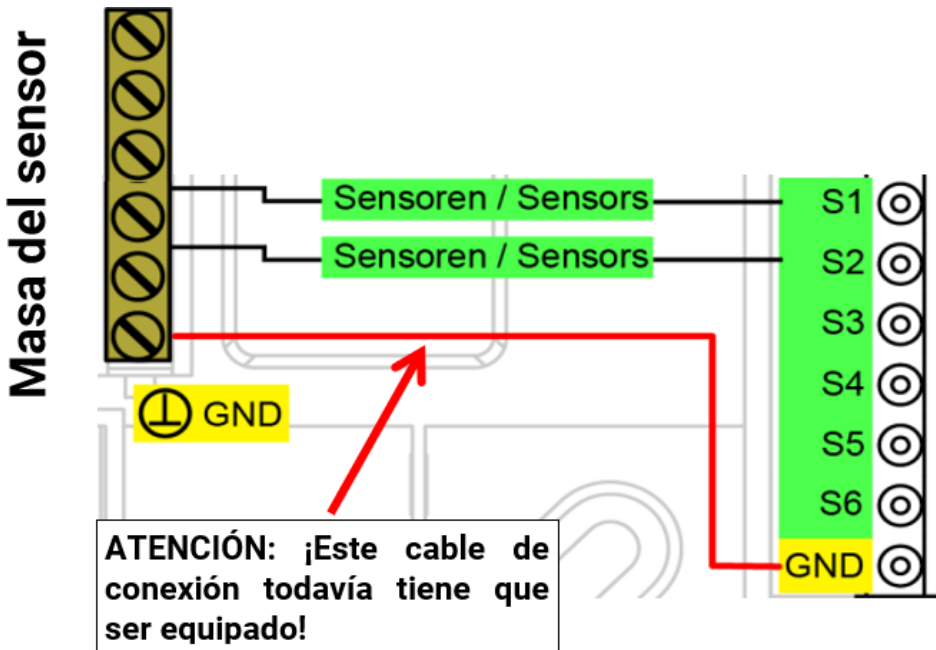 Masa del sensor
Sensoren / Sensors
S1
Sensoren / Sensors
S2
S3
S4
S5
S6
GND
GND
ATENCIÓN: ¡Este cable de
conexión todavía tiene que
ser equipado!